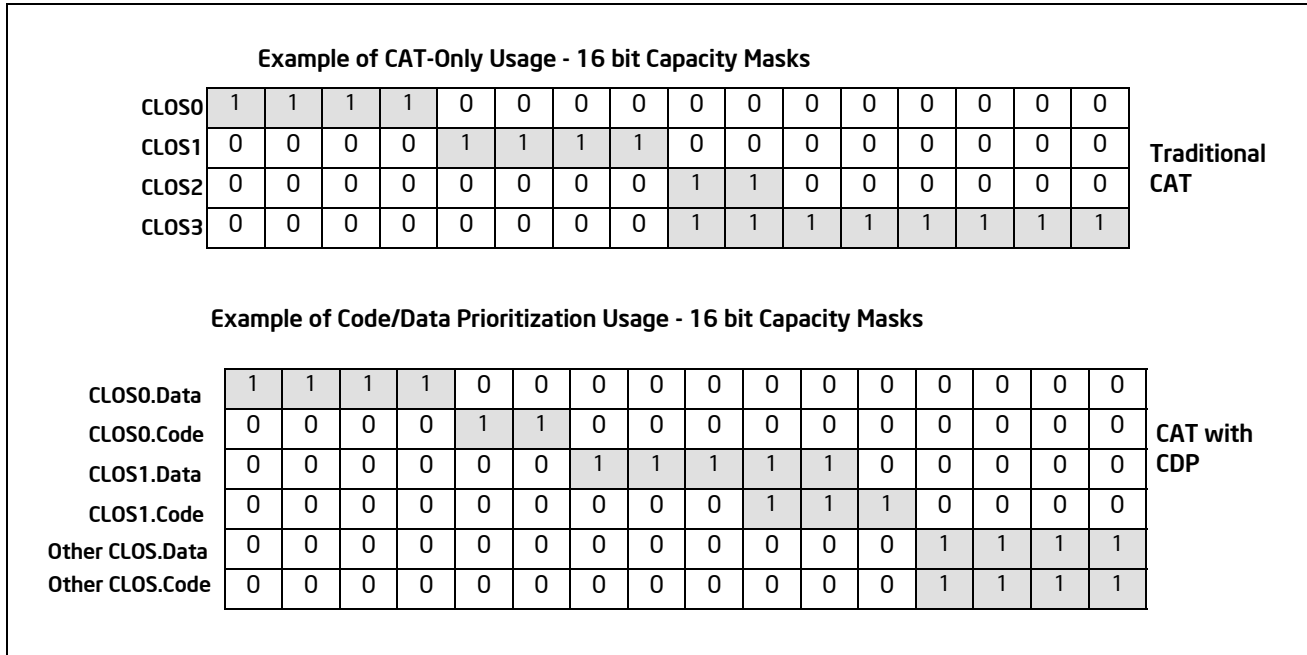 Example of CAT-Only Usage - 16 bit Capacity Masks
CLOS0 1 1 1 1 0 0 0 0 0 0 0 0 0 0 0 0
CLOS1 0 0 0 0 1 1 1 1 0 0 0 0 0 0 0 0
CLOS2 0 0 0 0 0 0 0 0 1 1 0 0 0 0 0 0
CLOS3 0 0 0 0 0 0 0 0 1 1 1 1 1 1 1 1
Traditional
CAT
Example of Code/Data Prioritization Usage - 16 bit Capacity Masks
CLOS0.Data 1 1 1 1 0 0 0 0 0 0 0 0 0 0 0 0
CLOS0.Code 0 0 0 0 1 1 0 0 0 0 0 0 0 0 0 0
CLOS1.Data 0 0 0 0 0 0 1 1 1 1 1 0 0 0 0 0
CLOS1.Code 0 0 0 0 0 0 0 0 0 1 1 1 0 0 0 0
Other CLOS.Data 0 0 0 0 0 0 0 0 0 0 0 0 1 1 1 1
Other CLOS.Code 0 0 0 0 0 0 0 0 0 0 0 0 1 1 1 1
CAT with
CDP